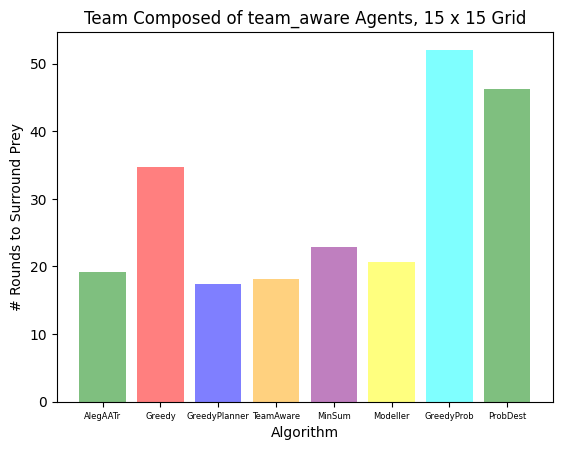 Team Composed of team_aware Agents, 15 x 15 Grid
# Rounds to Surround Prey
50
40
30
20
10
0
AlegAATr Greedy GreedyPlanner TeamAware MinSum Modeller GreedyProb ProbDest
Algorithm